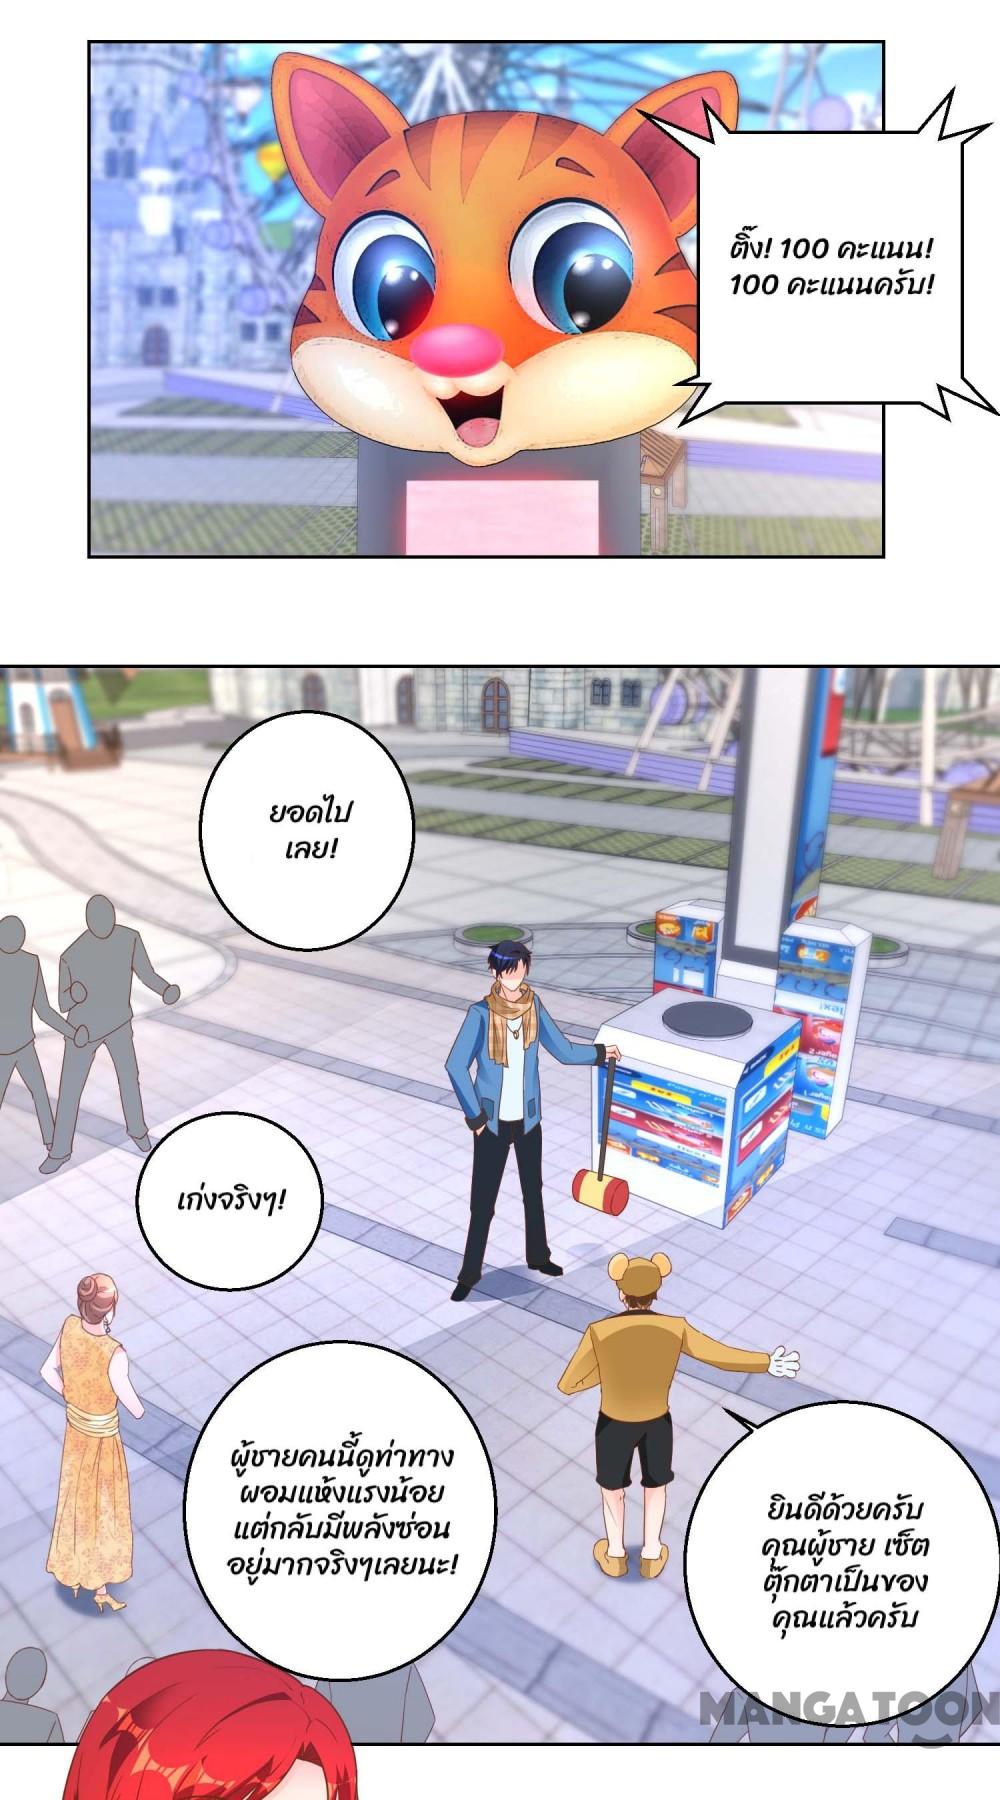 ติ๊ง! 100 คะแนน!
100 คะแนนครับ!
ยอดไป
เลย!
เก่งจริงๆ!
ผู้ชายคนนี้ดูท่าทาง
ผอมแห้งแรงน้อย
แต่กลับมีพลังซ่อน
อยู่มากจริงๆเลยนะ!
ยินดีด้วยครับ
คุณผู้ชาย เซ็ต
ตุ๊กตาเป็นของ
คุณแล้วครับ
MANGATOON